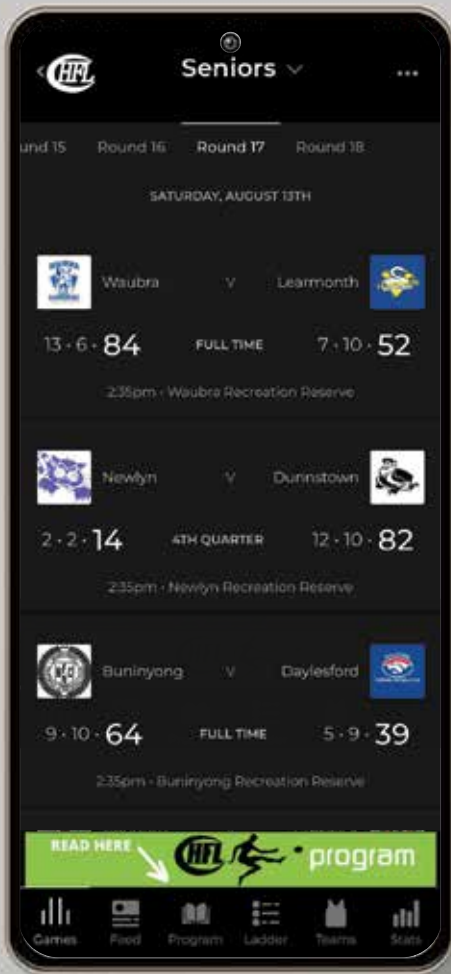 CHFL
Seniors
und 15 Round 16 Round 17 Round 18
SATURDAY, AUGUST 13TH
Waubra V Learmonth
13 • 6 • 84 FULL TIME 7 • 10 • 52
2:35pm • Waubra Recreation Reserve
Newlyn V Dunnstown
2 • 2 • 14 4TH QUARTER 12 • 10 • 82
2:35pm • Newlyn Recreation Reserve
Buninyong V Daylesford
9 • 10 • 64 FULL TIME 5 • 9 • 39
2:35pm • Buninyong Recreation Reserve
READ HERE CHFL • program
Games Feed Program Ladder Teams Stats